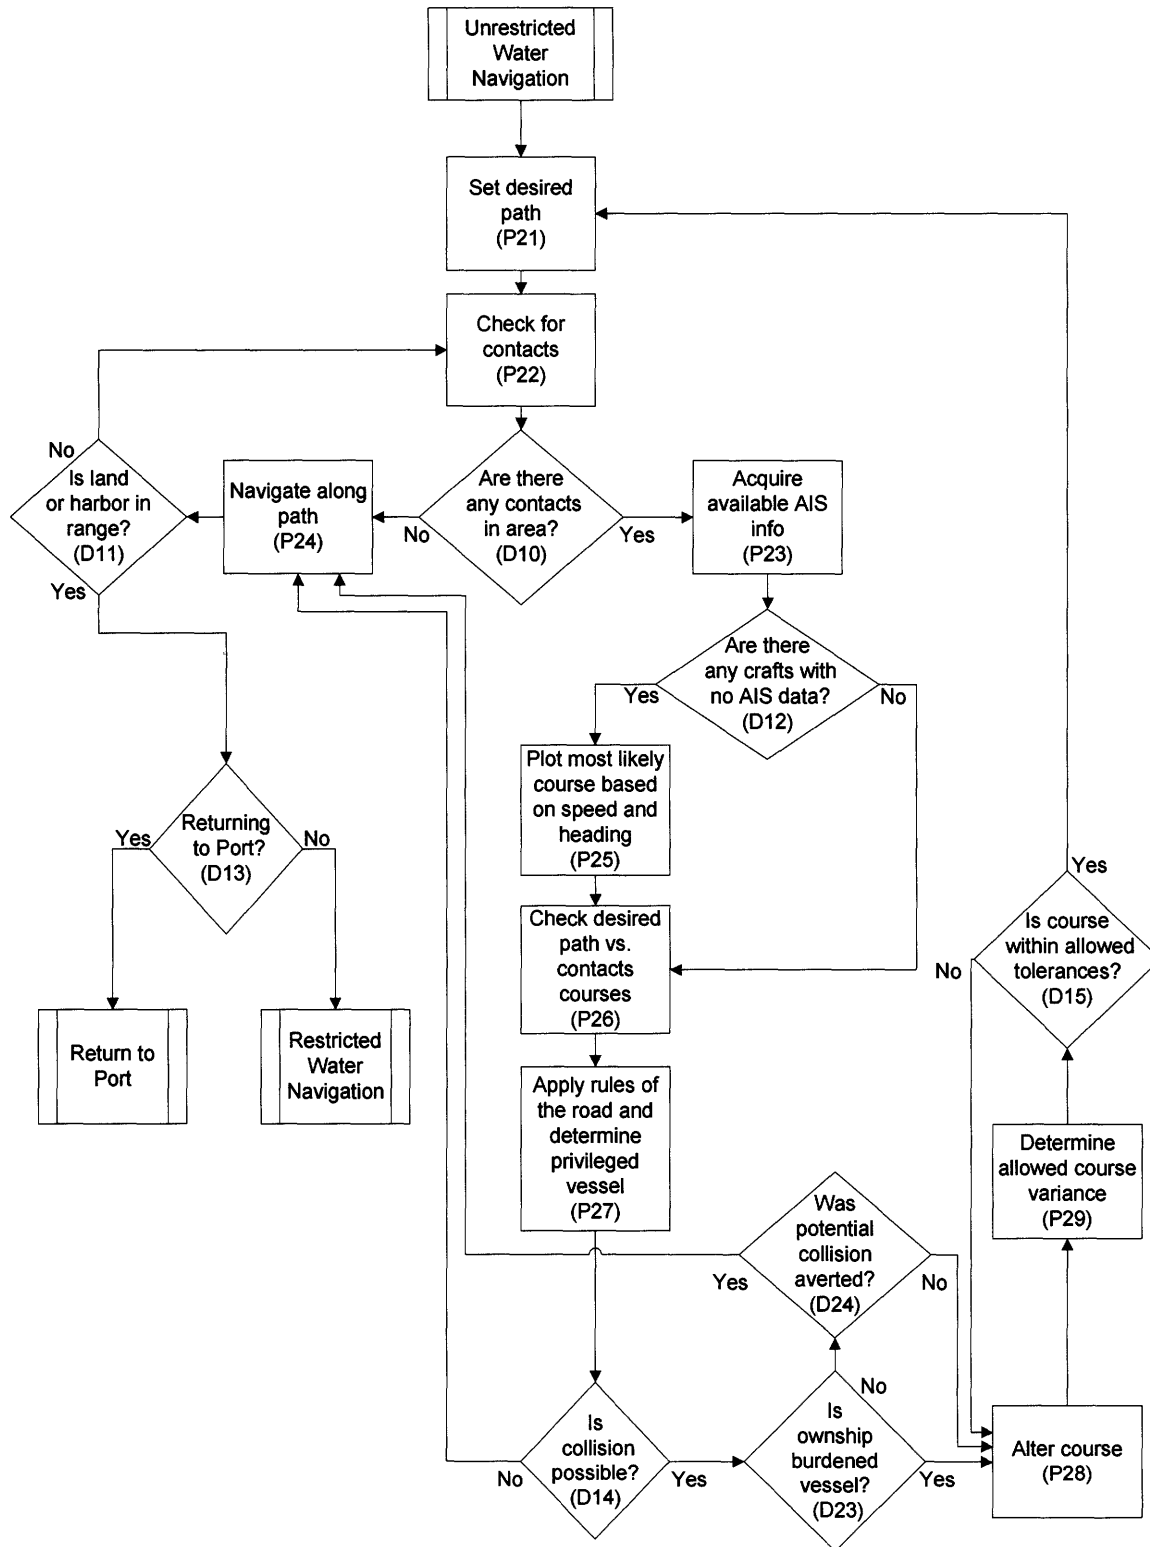 Unrestricted
Water
Navigation
Set desired
path
(P21)
Check for
contacts
(P22)
No
Is land
or harbor in
range?
(D11)
Yes
Navigate along
path
(P24)
No
Are there
any contacts
in area?
(D10)
Yes
Acquire
available AIS
info
(P23)
Are there
any crafts with
no AIS data?
(D12)
Yes
No
Plot most likely
course based
on speed and
heading
(P25)
Yes
Returning
to Port?
(D13)
No
Check desired
path vs.
contacts
courses
(P26)
Yes
Is course
within allowed
tolerances?
(D15)
No
Return to
Port
Restricted
Water
Navigation
Apply rules of
the road and
determine
privileged
vessel
(P27)
Determine
allowed course
variance
(P29)
Was
potential
collision
averted?
(D24)
Yes
No
No
Is
collision
possible?
(D14)
No
Yes
Is
ownship
burdened
vessel?
(D23)
Yes
Alter course
(P28)